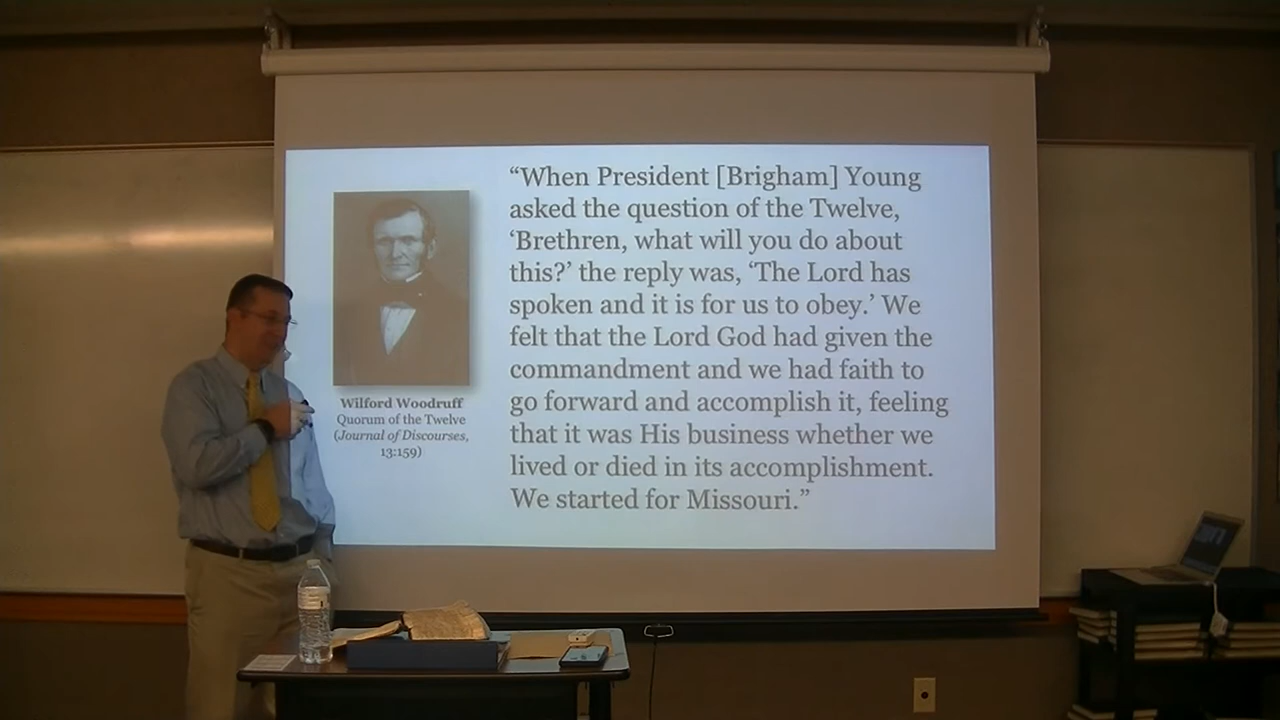 “When President [Brigham] Young
asked the question of the Twelve,
‘Brethren, what will you do about
this?’ the reply was, ‘The Lord has
spoken and it is for us to obey.’ We
felt that the Lord God had given the
commandment and we had faith to
go forward and accomplish it, feeling
that it was His business whether we
lived or died in its accomplishment.
We started for Missouri.”
Wilford Woodruff
Quorum of the Twelve
(Journal of Discourses,
13:159)